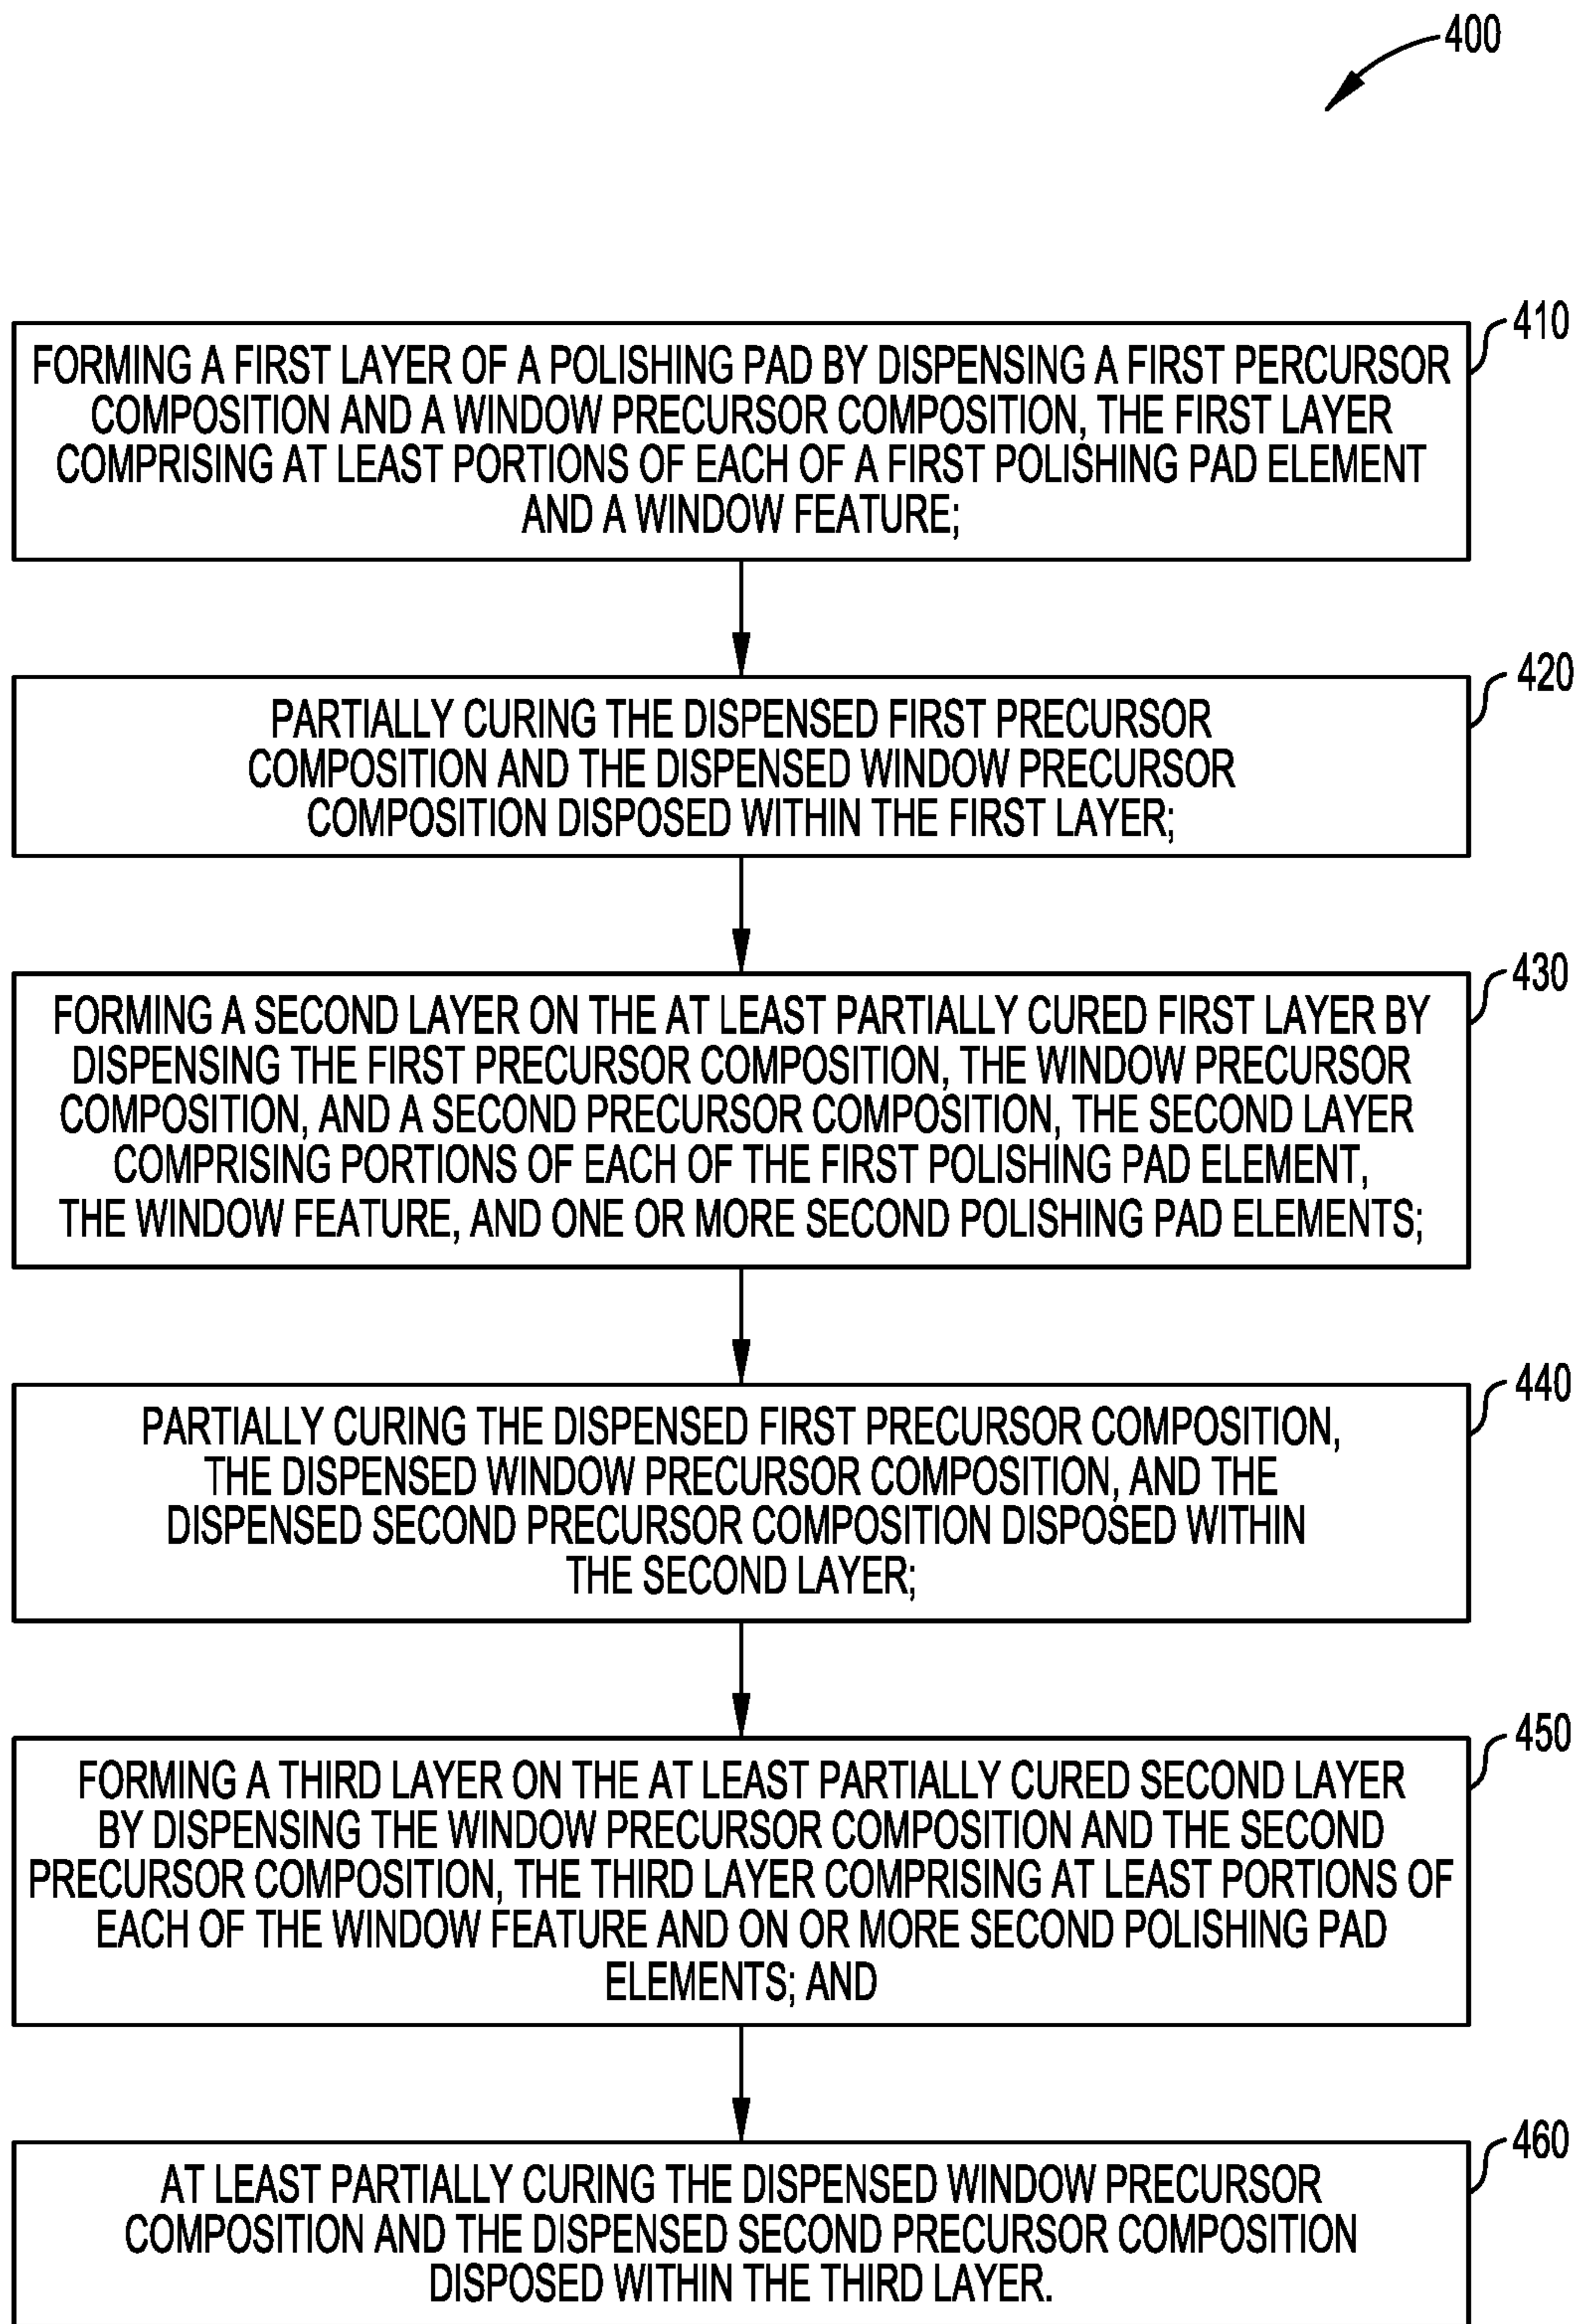 400
410
FORMING A FIRST LAYER OF A POLISHING PAD BY DISPENSING A FIRST PERCURSOR
COMPOSITION AND A WINDOW PRECURSOR COMPOSITION, THE FIRST LAYER
COMPRISING AT LEAST PORTIONS OF EACH OF A FIRST POLISHING PAD ELEMENT
AND A WINDOW FEATURE;
420
PARTIALLY CURING THE DISPENSED FIRST PRECURSOR
COMPOSITION AND THE DISPENSED WINDOW PRECURSOR
COMPOSITION DISPOSED WITHIN THE FIRST LAYER;
430
FORMING A SECOND LAYER ON THE AT LEAST PARTIALLY CURED FIRST LAYER BY
DISPENSING THE FIRST PRECURSOR COMPOSITION, THE WINDOW PRECURSOR
COMPOSITION, AND A SECOND PRECURSOR COMPOSITION, THE SECOND LAYER
COMPRISING PORTIONS OF EACH OF THE FIRST POLISHING PAD ELEMENT,
THE WINDOW FEATURE, AND ONE OR MORE SECOND POLISHING PAD ELEMENTS;
440
PARTIALLY CURING THE DISPENSED FIRST PRECURSOR COMPOSITION,
THE DISPENSED WINDOW PRECURSOR COMPOSITION, AND THE
DISPENSED SECOND PRECURSOR COMPOSITION DISPOSED WITHIN
THE SECOND LAYER;
450
FORMING A THIRD LAYER ON THE AT LEAST PARTIALLY CURED SECOND LAYER
BY DISPENSING THE WINDOW PRECURSOR COMPOSITION AND THE SECOND
PRECURSOR COMPOSITION, THE THIRD LAYER COMPRISING AT LEAST PORTIONS OF
EACH OF THE WINDOW FEATURE AND ON OR MORE SECOND POLISHING PAD
ELEMENTS; AND
460
AT LEAST PARTIALLY CURING THE DISPENSED WINDOW PRECURSOR
COMPOSITION AND THE DISPENSED SECOND PRECURSOR COMPOSITION
DISPOSED WITHIN THE THIRD LAYER.